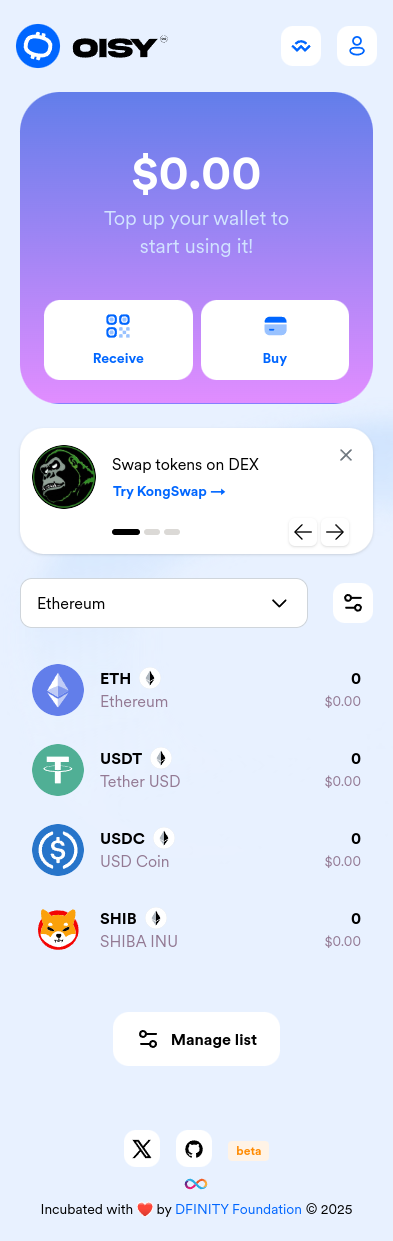 OISY
$0.00
Top up your wallet to
start using it!
Receive
Buy
Swap tokens on DEX
Try KongSwap →
Ethereum
ETH
0
Ethereum
$0.00
USDT
0
Tether USD
$0.00
USDC
0
USD Coin
$0.00
SHIB
0
SHIBA INU
$0.00
Manage list
beta
Incubated with ❤️ by DFINITY Foundation © 2025